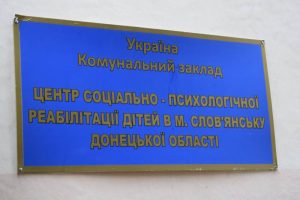 Україна
Комунальний заклад
ЦЕНТР СОЦІАЛЬНО - ПСИХОЛОГІЧНОЇ
РЕАБІЛІТАЦІЇ ДІТЕЙ В М. СЛОВ'ЯНСЬКУ
ДОНЕЦЬКОЇ ОБЛАСТІ